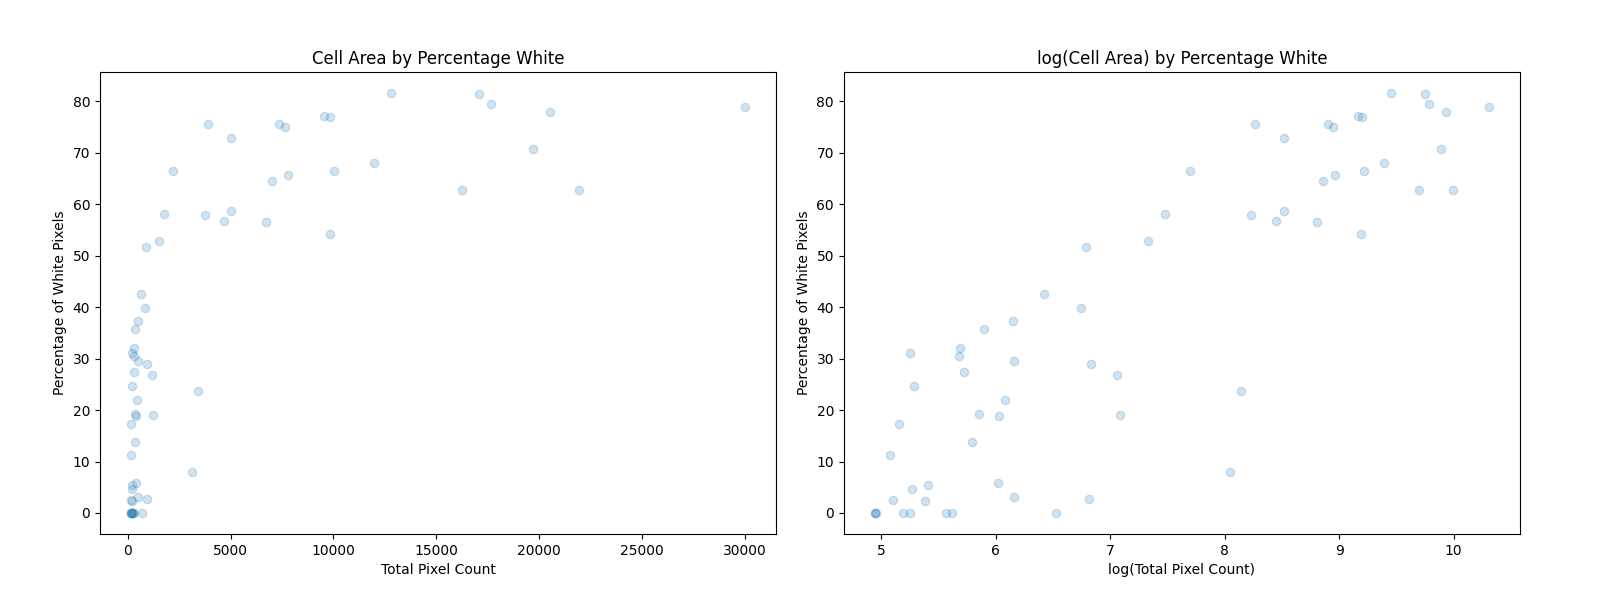 Cell Area by Percentage White
Percentage of White Pixels
80
70
60
50
40
30
20
10
0
0 5000 10000 15000 20000 25000 30000
Total Pixel Count
log(Cell Area) by Percentage White
Percentage of White Pixels
80
70
60
50
40
30
20
10
0
5 6 7 8 9 10
log(Total Pixel Count)